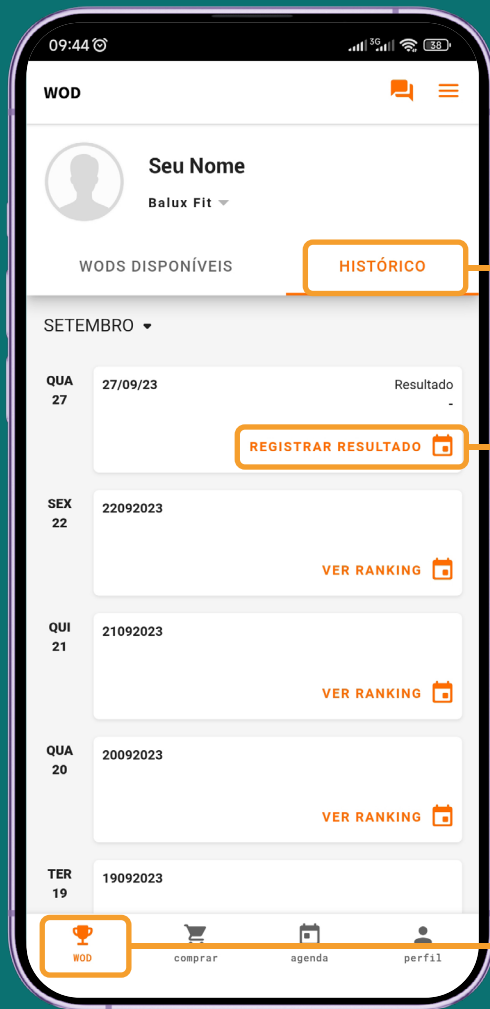 09:44 3G 38
WOD
Seu Nome
Balux Fit
WODS DISPONÍVEIS HISTÓRICO
SETEMBRO
QUA 27/09/23 Resultado
27 -
REGISTRAR RESULTADO
SEX 22092023
22
VER RANKING
QUI 21092023
21
VER RANKING
QUA 20092023
20
VER RANKING
TER 19092023
19
WOD comprar agenda perfil